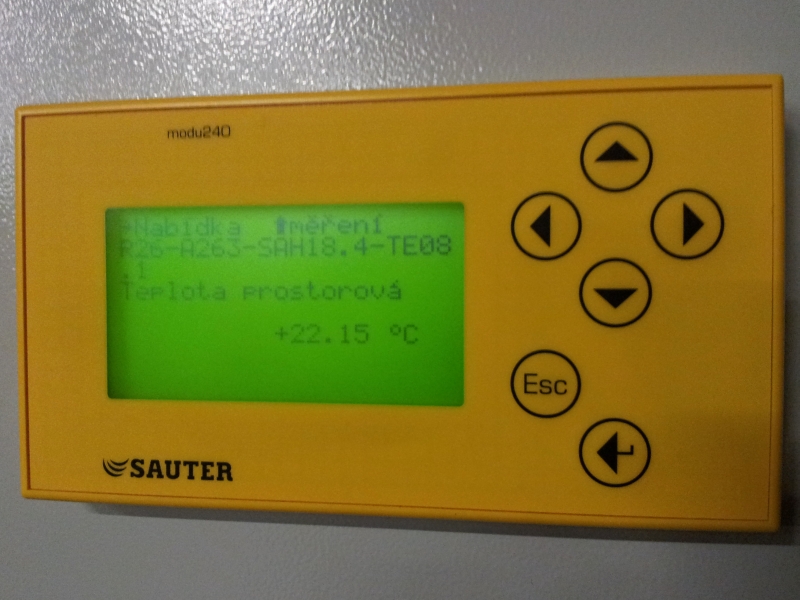 modu240
Nabídka měření
R26-A263-SAH18.4-TE08
.1
Teplota prostorová
+22.15 °C
Esc
SAUTER